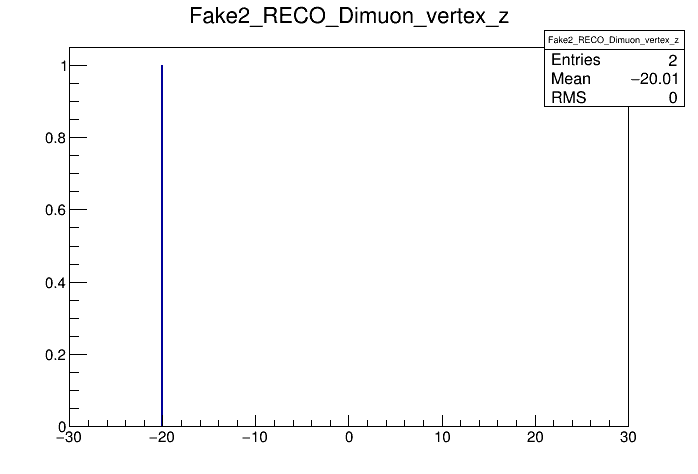 Fake2_RECO_Dimuon_vertex_z
Fake2_RECO_Dimuon_vertex_z
Entries 2
Mean −20.01
RMS 0
1
0.8
0.6
0.4
0.2
0
−30 −20 −10 0 10 20 30